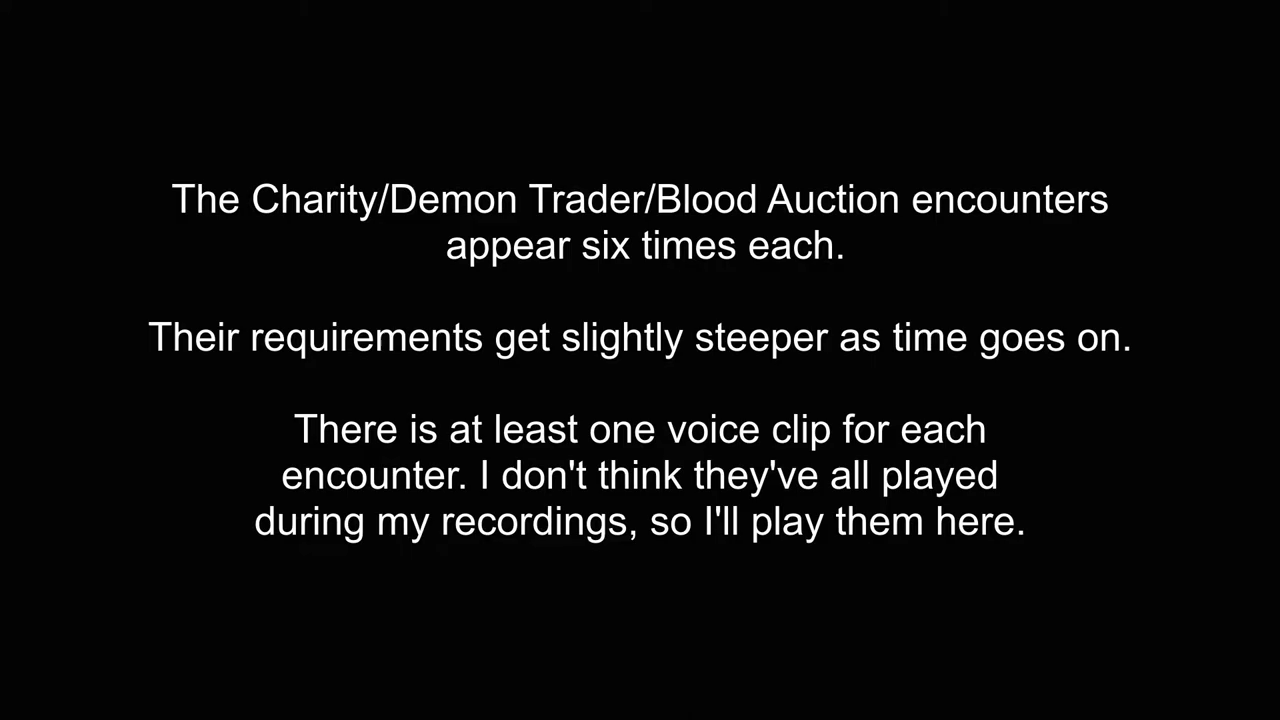 The Charity/Demon Trader/Blood Auction encounters
appear six times each.
Their requirements get slightly steeper as time goes on.
There is at least one voice clip for each
encounter. I don't think they've all played
during my recordings, so I'll play them here.